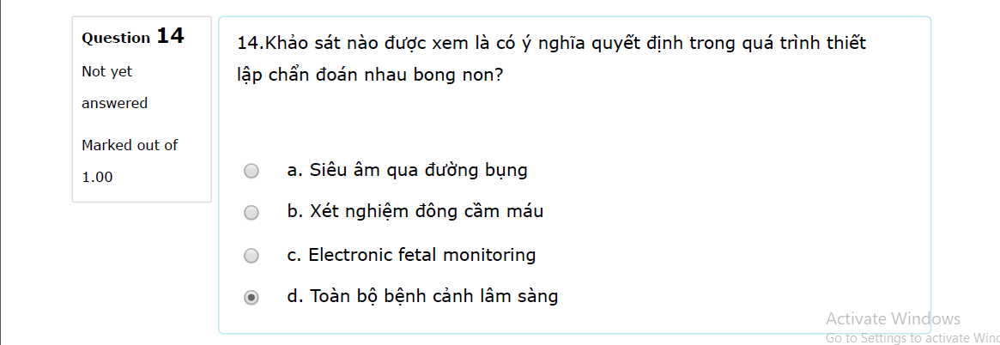 Question 14
Not yet
answered
Marked out of
1.00
14.Khảo sát nào được xem là có ý nghĩa quyết định trong quá trình thiết
lập chẩn đoán nhau bong non?
a. Siêu âm qua đường bụng
b. Xét nghiệm đông cầm máu
c. Electronic fetal monitoring
d. Toàn bộ bệnh cảnh lâm sàng
Activate Windows
Go to Settings to activate Wind